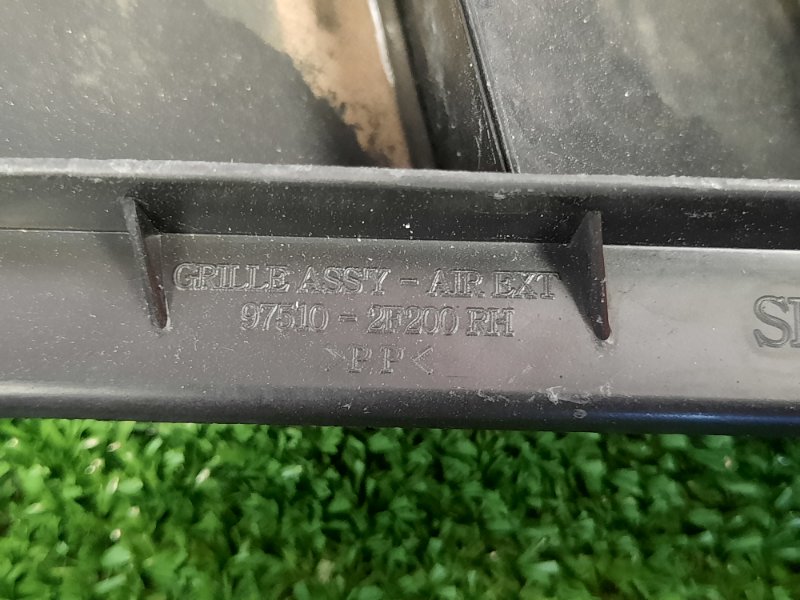 GRILLE ASS'Y - AIR EXT
97510 - 2F200 RH
>PP<